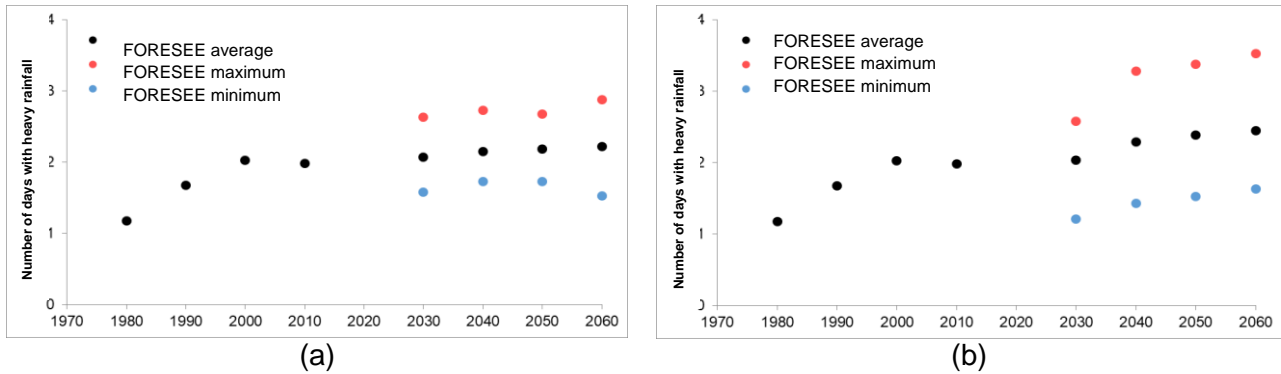 Number of days with heavy rainfall
4
3
2
1
0
FORESEE average
FORESEE maximum
FORESEE minimum
1970 1980 1990 2000 2010 2020 2030 2040 2050 2060
(a)
Number of days with heavy rainfall
4
3
2
1
0
FORESEE average
FORESEE maximum
FORESEE minimum
1970 1980 1990 2000 2010 2020 2030 2040 2050 2060
(b)